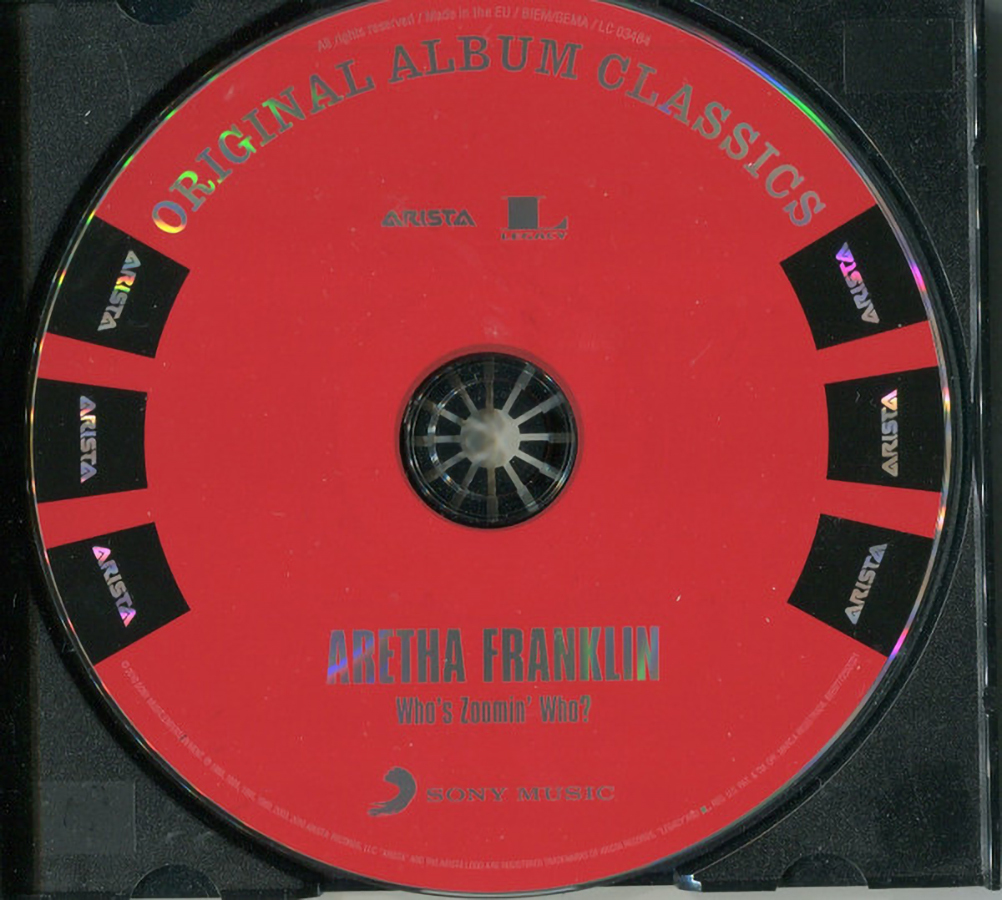 All rights reserved / Made in the EU / BIEM/GEMA / LC 03484
ORIGINAL ALBUM CLASSICS
ARISTA
LEGACY
ARISTA
ARISTA
ARISTA
ARISTA
ARISTA
ARISTA
ARETHA FRANKLIN
Who's Zoomin' Who?
SONY MUSIC